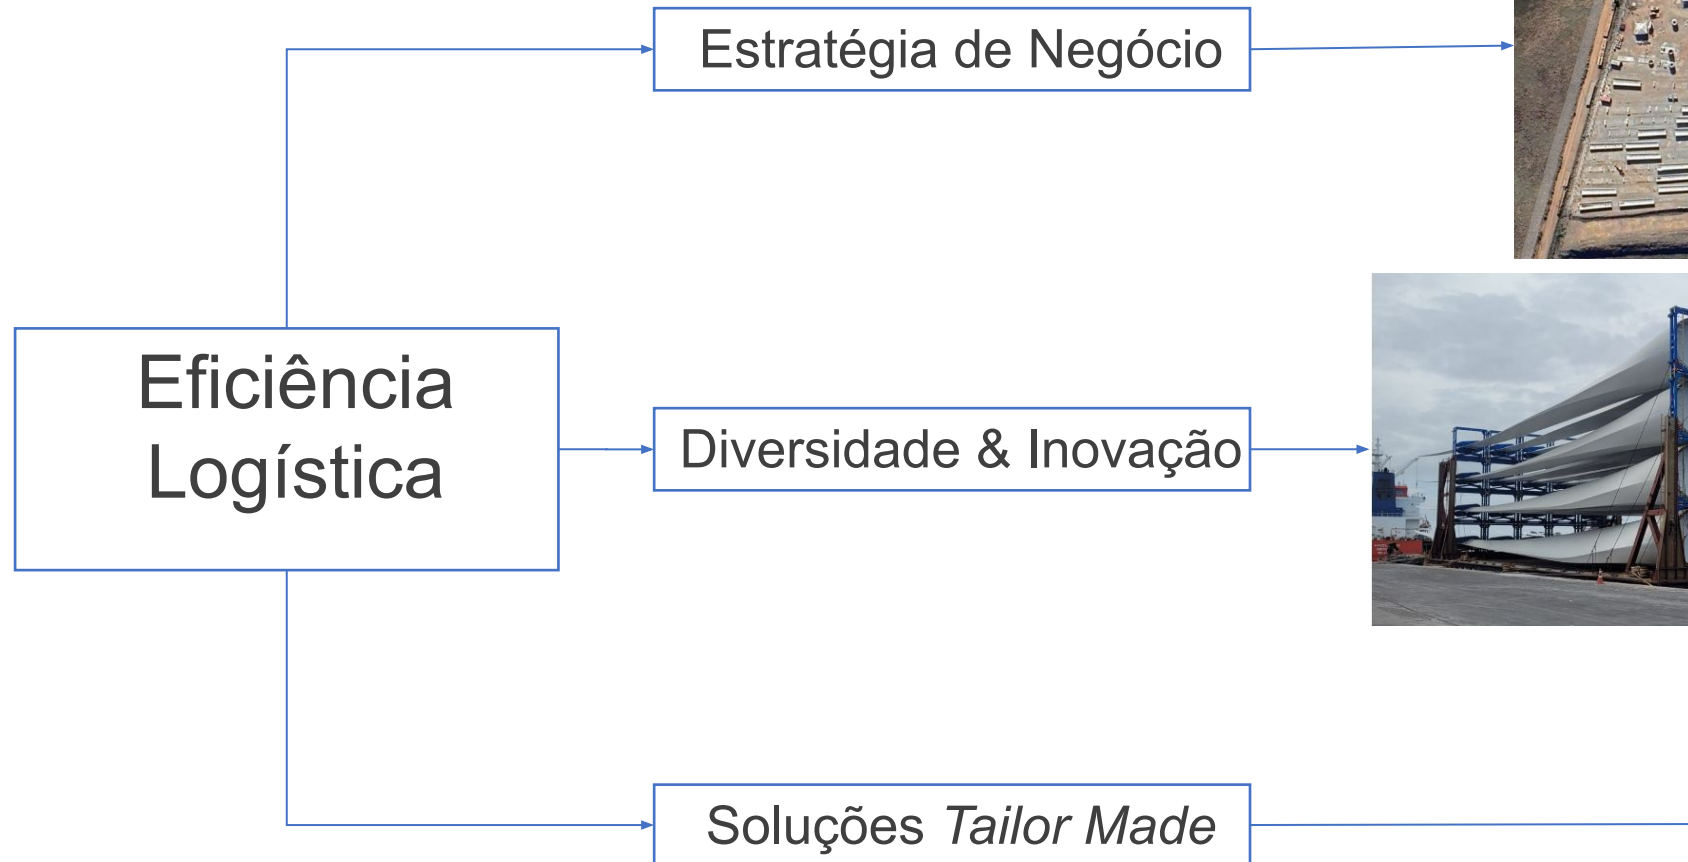 Estratégia de Negócio
Eficiência
Logística
Diversidade & Inovação
Soluções Tailor Made